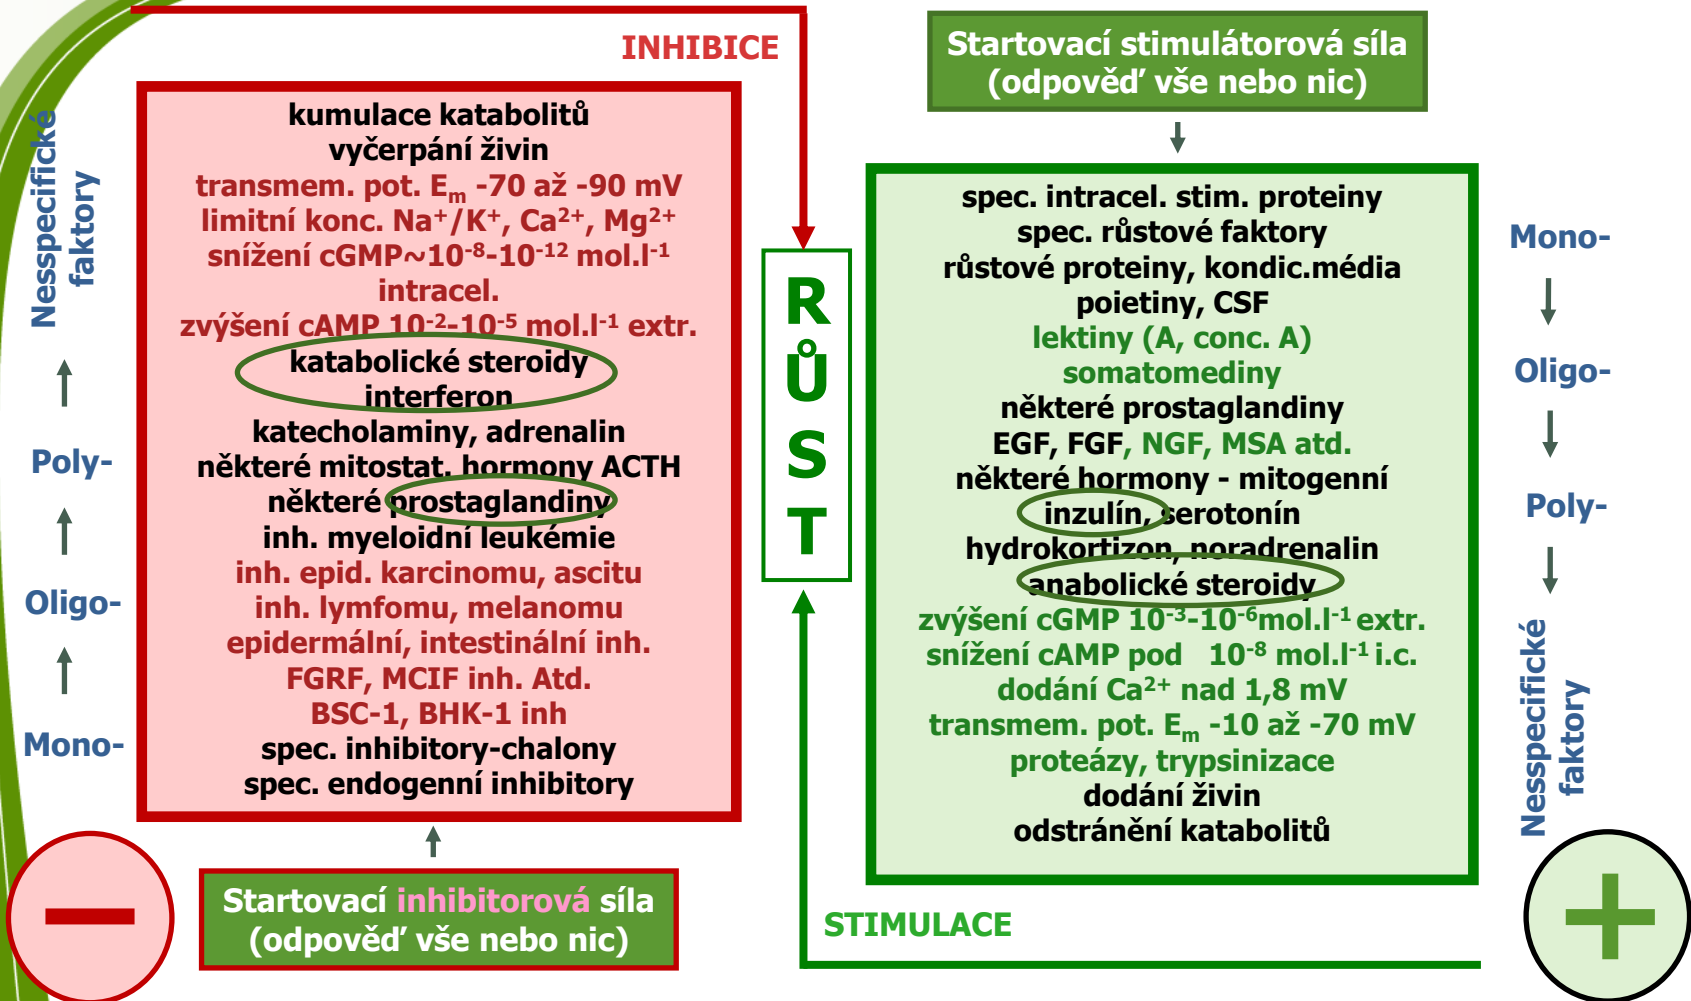 INHIBICE
Startovací stimulátorová síla
(odpověď vše nebo nic)
Nesspecifické
faktory
Poly-
Oligo-
Mono-
kumulace katabolitů
vyčerpání živin
transmem. pot. Em -70 až -90 mV
limitní konc. Na⁺/K⁺, Ca²⁺, Mg²⁺
snížení cGMP~10⁻⁸-10⁻¹² mol.l⁻¹
intracel.
zvýšení cAMP 10⁻²-10⁻⁵ mol.l⁻¹ extr.
katabolické steroidy
interferon
katecholaminy, adrenalin
některé mitostat. hormony ACTH
některé prostaglandiny
inh. myeloidní leukémie
inh. epid. karcinomu, ascitu
inh. lymfomu, melanomu
epidermální, intestinální inh.
FGRF, MCIF inh. Atd.
BSC-1, BHK-1 inh
spec. inhibitory-chalony
spec. endogenní inhibitory
R
Ů
S
T
spec. intracel. stim. proteiny
spec. růstové faktory
růstové proteiny, kondic.média
poietiny, CSF
lektiny (A, conc. A)
somatomediny
některé prostaglandiny
EGF, FGF, NGF, MSA atd.
některé hormony - mitogenní
inzulín, serotonín
hydrokortizon, noradrenalin
anabolické steroidy
zvýšení cGMP 10⁻³-10⁻⁶mol.l⁻¹ extr.
snížení cAMP pod 10⁻⁸ mol.l⁻¹ i.c.
dodání Ca²⁺ nad 1,8 mV
transmem. pot. Em -10 až -70 mV
proteázy, trypsinizace
dodání živin
odstránění katabolitů
Mono-
Oligo-
Poly-
Nesspecifické
faktory
Startovací inhibitorová síla
(odpověď vše nebo nic)
STIMULACE